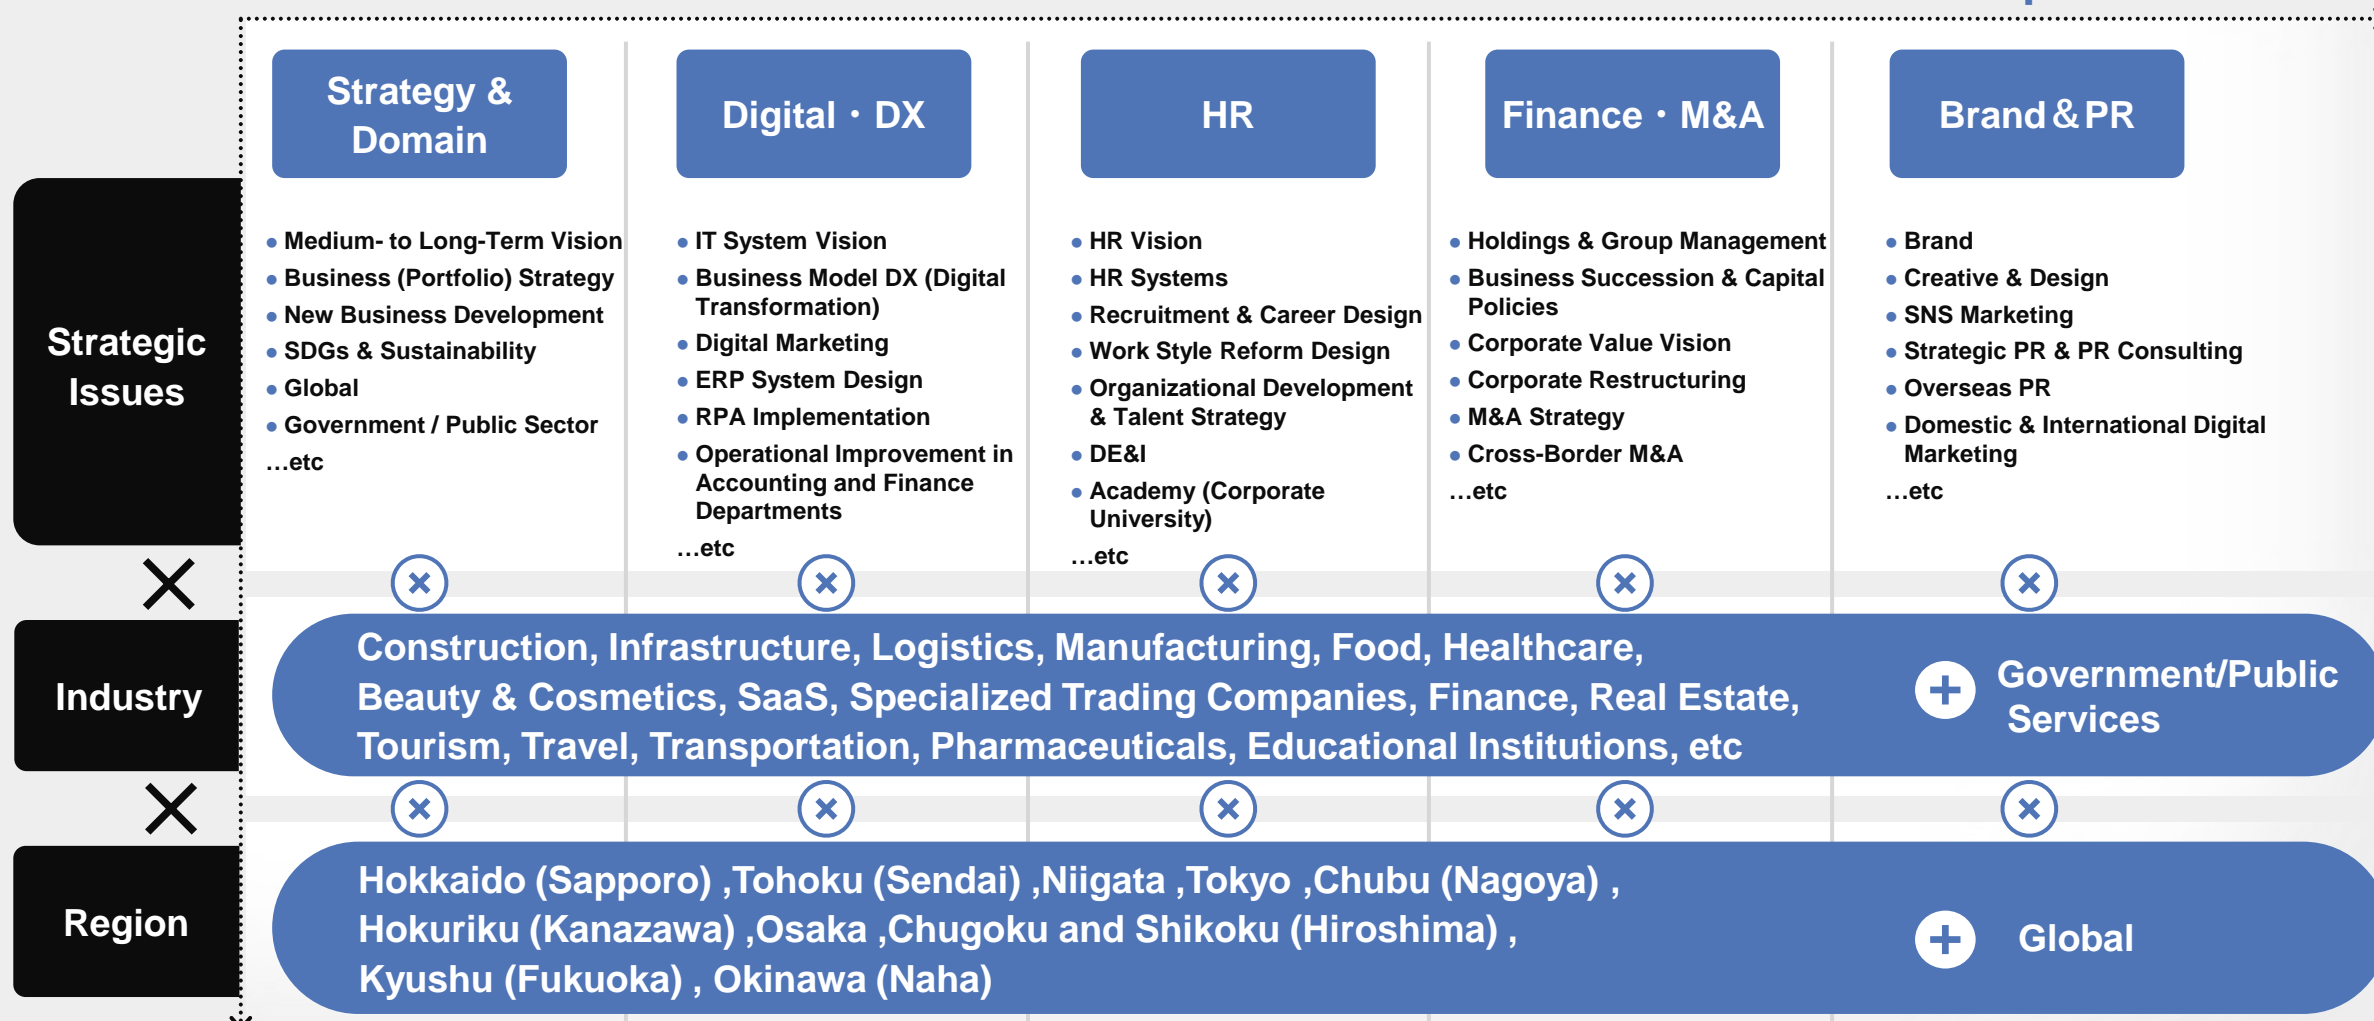 Strategy &
Domain
Digital・DX
HR
Finance・M&A
Brand＆PR
Strategic
Issues
● Medium- to Long-Term Vision
● Business (Portfolio) Strategy
● New Business Development
● SDGs & Sustainability
● Global
● Government / Public Sector
…etc
● IT System Vision
● Business Model DX (Digital
Transformation)
● Digital Marketing
● ERP System Design
● RPA Implementation
● Operational Improvement in
Accounting and Finance
Departments
…etc
● HR Vision
● HR Systems
● Recruitment & Career Design
● Work Style Reform Design
● Organizational Development
& Talent Strategy
● DE&I
● Academy (Corporate
University)
…etc
● Holdings & Group Management
● Business Succession & Capital
Policies
● Corporate Value Vision
● Corporate Restructuring
● M&A Strategy
● Cross-Border M&A
…etc
● Brand
● Creative & Design
● SNS Marketing
● Strategic PR & PR Consulting
● Overseas PR
● Domestic & International Digital
Marketing
…etc
Industry
Construction, Infrastructure, Logistics, Manufacturing, Food, Healthcare,
Beauty & Cosmetics, SaaS, Specialized Trading Companies, Finance, Real Estate,
Tourism, Travel, Transportation, Pharmaceuticals, Educational Institutions, etc
Government/Public
Services
Region
Hokkaido (Sapporo) ,Tohoku (Sendai) ,Niigata ,Tokyo ,Chubu (Nagoya) ,
Hokuriku (Kanazawa) ,Osaka ,Chugoku and Shikoku (Hiroshima) ,
Kyushu (Fukuoka) , Okinawa (Naha)
Global